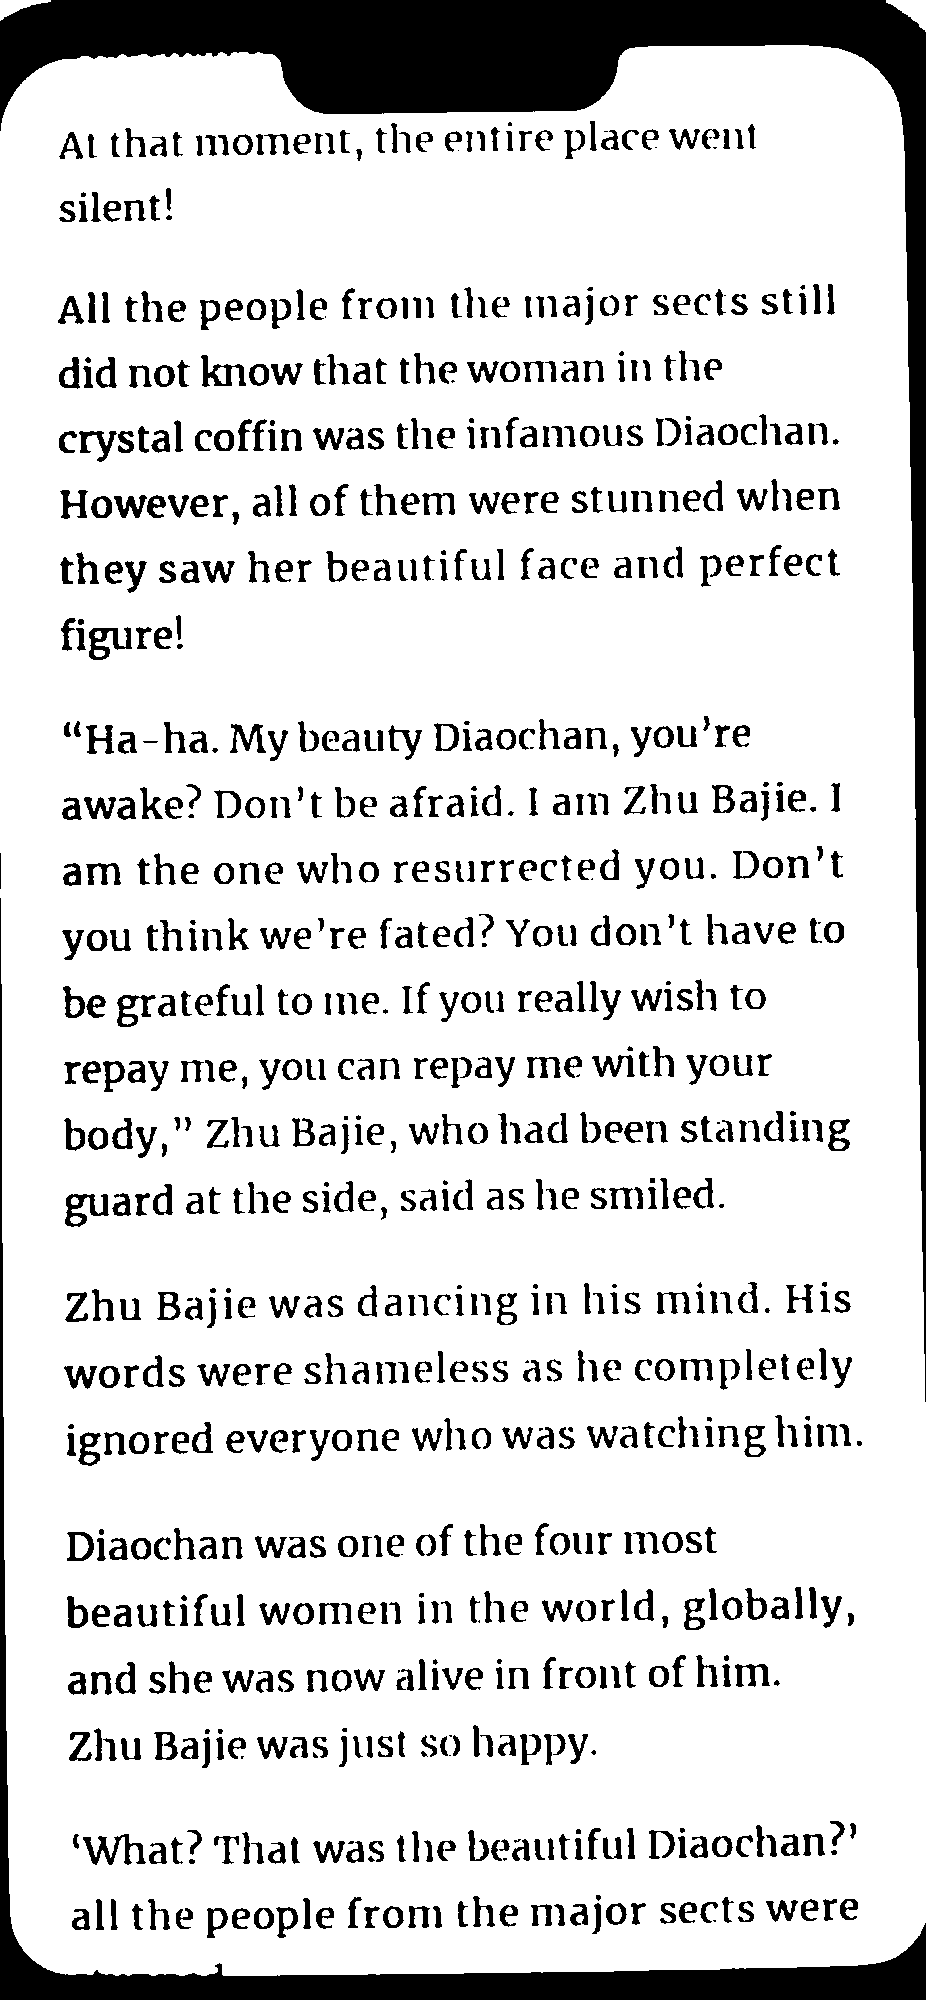 At that moment, the entire place went
silent!
All the people from the major sects still
did not know that the woman in the
crystal coffin was the infamous Diaochan.
However, all of them were stunned when
they saw her beautiful face and perfect
figure!
“Ha-ha. My beauty Diaochan, you're
awake? Don't be afraid. I am Zhu Bajie. I
am the one who resurrected you. Don't
you think we're fated? You don't have to
be grateful to me. If you really wish to
repay me, you can repay me with your
body,” Zhu Bajie, who had been standing
guard at the side, said as he smiled.
Zhu Bajie was dancing in his mind. His
words were shameless as he completely
ignored everyone who was watching him.
Diaochan was one of the four most
beautiful women in the world, globally,
and she was now alive in front of him.
Zhu Bajie was just so happy.
‘What? That was the beautiful Diaochan?’
all the people from the major sects were